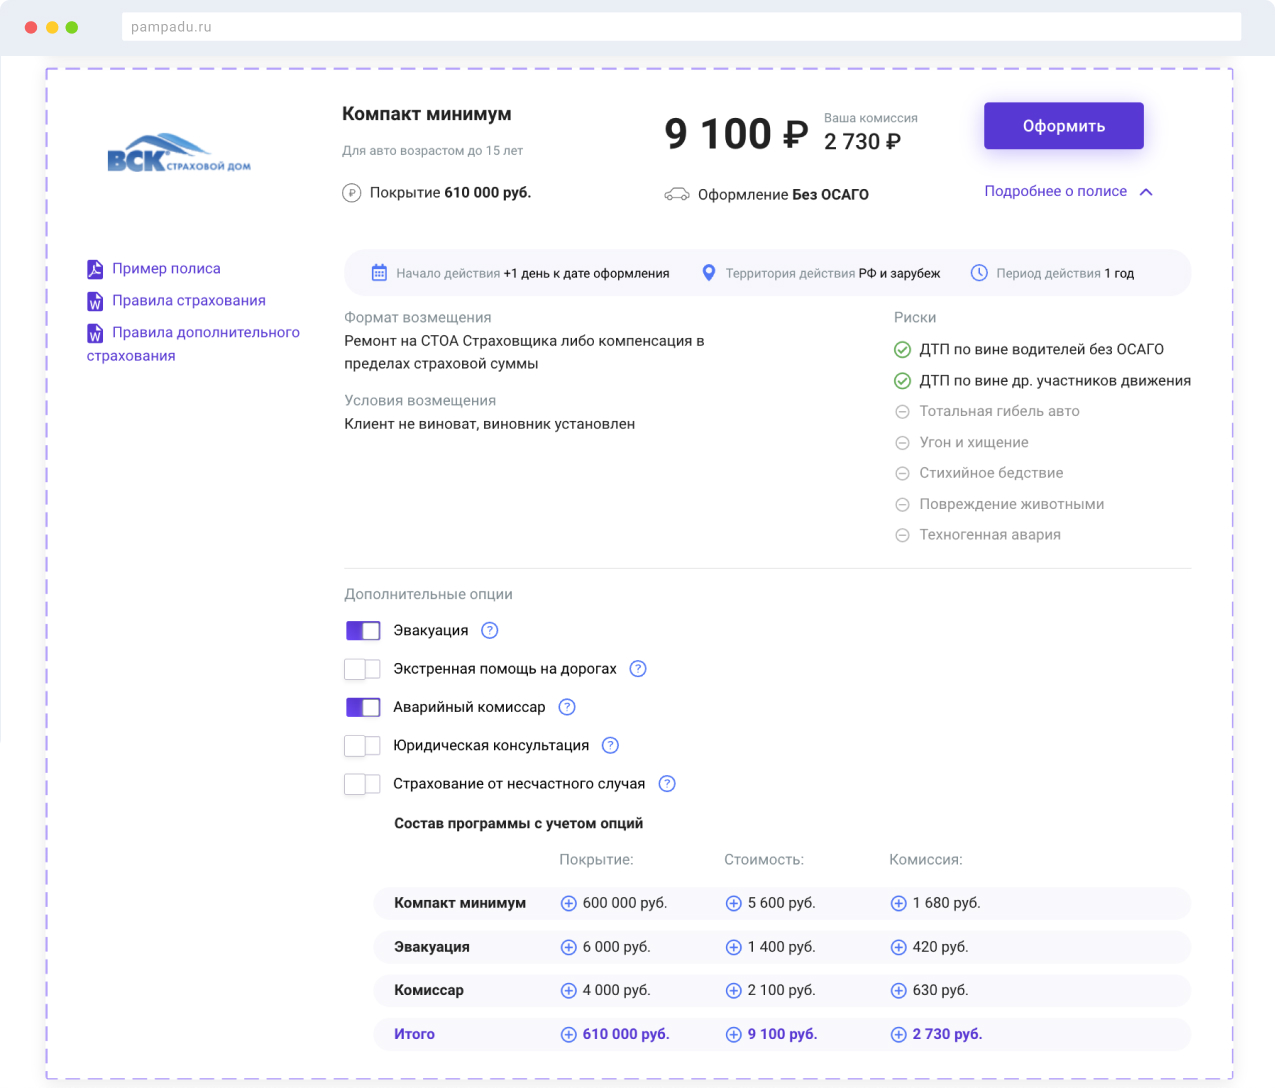 pampadu.ru
ВСК СТРАХОВОЙ ДОМ
Компакт минимум
Для авто возрастом до 15 лет
Покрытие 610 000 руб.
9 100 ₽
Ваша комиссия
2 730 ₽
Оформление Без ОСАГО
Оформить
Подробнее о полисе
Пример полиса
Правила страхования
Правила дополнительного
страхования
Начало действия +1 день к дате оформления
Территория действия РФ и зарубеж
Период действия 1 год
Формат возмещения
Ремонт на СТОА Страховщика либо компенсация в
пределах страховой суммы
Условия возмещения
Клиент не виноват, виновник установлен
Риски
ДТП по вине водителей без ОСАГО
ДТП по вине др. участников движения
Тотальная гибель авто
Угон и хищение
Стихийное бедствие
Повреждение животными
Техногенная авария
Дополнительные опции
Эвакуация ?
Экстренная помощь на дорогах ?
Аварийный комиссар ?
Юридическая консультация ?
Страхование от несчастного случая ?
Состав программы с учетом опций
Покрытие: Стоимость: Комиссия:
Компакт минимум 600 000 руб. 5 600 руб. 1 680 руб.
Эвакуация 6 000 руб. 1 400 руб. 420 руб.
Комиссар 4 000 руб. 2 100 руб. 630 руб.
Итого 610 000 руб. 9 100 руб. 2 730 руб.